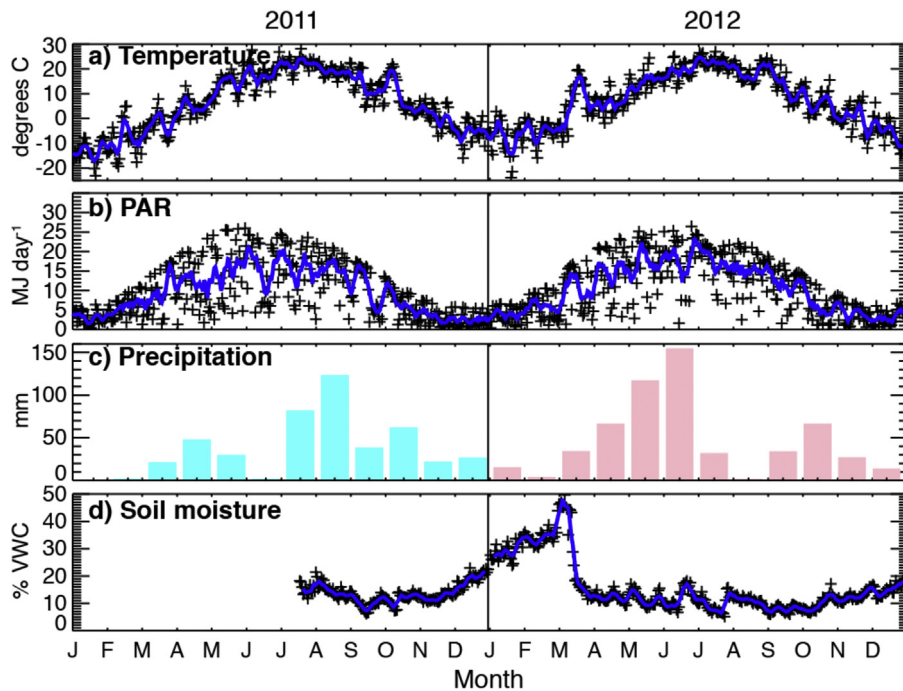 2011 2012
a) Temperature
degrees C
30
20
10
0
-10
-20
b) PAR
MJ day-1
35
30
25
20
15
10
5
0
c) Precipitation
mm
150
100
50
0
d) Soil moisture
% VWC
50
40
30
20
10
0
J F M A M J J A S O N D J F M A M J J A S O N D
Month